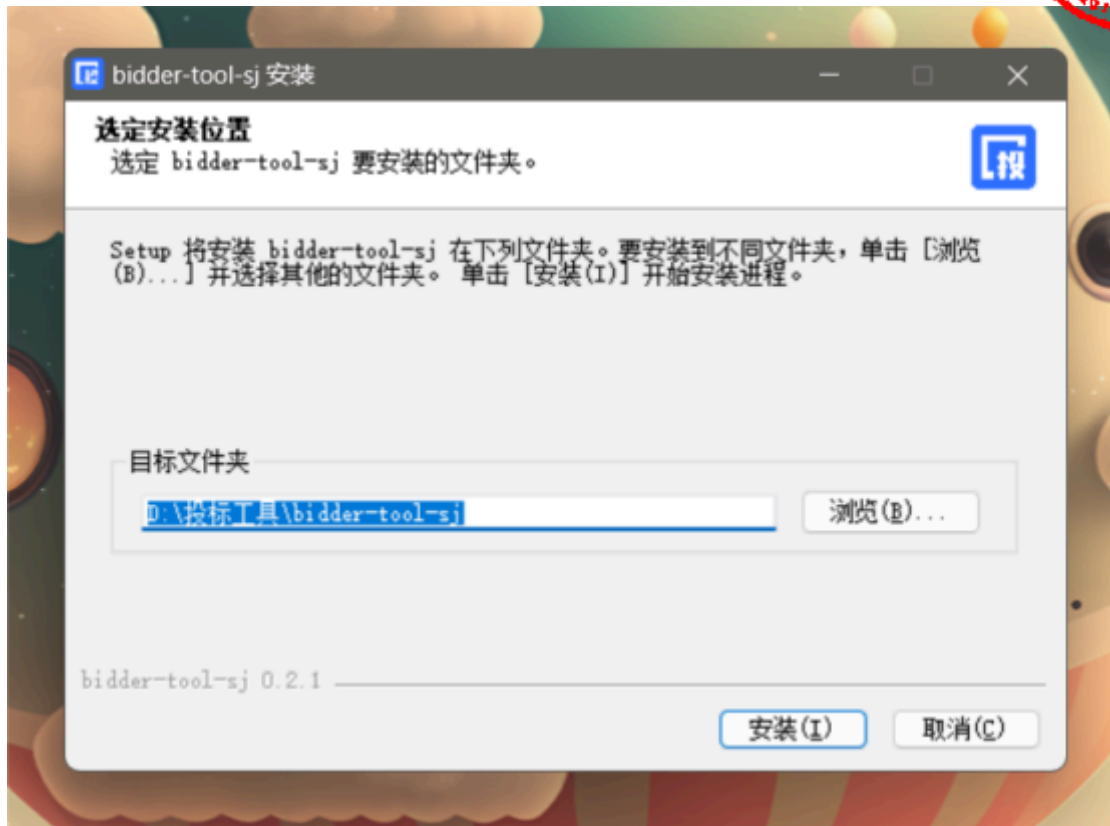 bidder-tool-sj 安装
选定安装位置
选定 bidder-tool-sj 要安装的文件夹。
投
Setup 将安装 bidder-tool-sj 在下列文件夹。要安装到不同文件夹，单击 [浏览
(B)...] 并选择其他的文件夹。 单击 [安装(I)] 开始安装进程。
目标文件夹
D:\投标工具\bidder-tool-sj
浏览(B)...
bidder-tool-sj 0.2.1
安装(I)
取消(C)